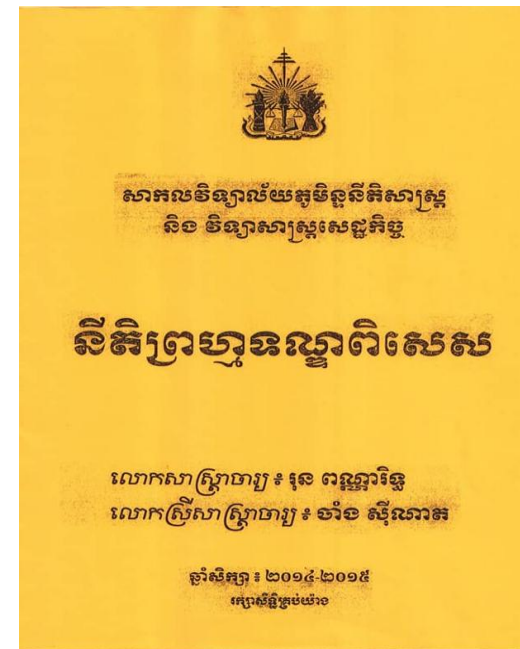 សាកលវិទ្យាល័យភូមិន្ទនីតិសាស្ត្រ
និង វិទ្យាសាស្ត្រសេដ្ឋកិច្ច
នីតិព្រហ្មទណ្ឌពិសេស
លោកសាស្ត្រាចារ្យ ៖ រុន ពណ្ណារិទ្ធ
លោកស្រីសាស្ត្រាចារ្យ ៖ ចាំង ស៊ីណាត
ឆ្នាំសិក្សា ៖ ២០១៤-២០១៥
រក្សាសិទ្ធិគ្រប់យ៉ាង